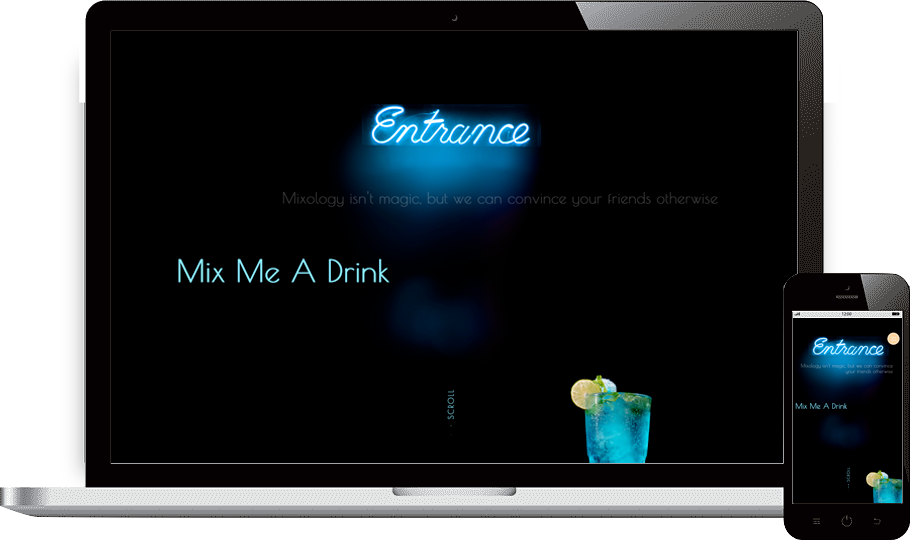 Entrance
Mixology isn't magic, but we can convince your friends otherwise
Mix Me A Drink
SCROLL
12:00
Entrance
Mixology isn't magic, but we can convince
your friends otherwise
Mix Me A Drink
SCROLL